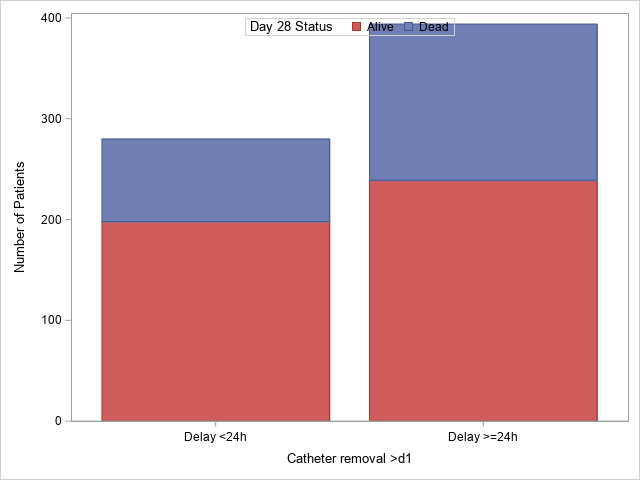 Day 28 Status Alive Dead
400
300
200
100
0
Number of Patients
Delay <24h
Delay >=24h
Catheter removal >d1